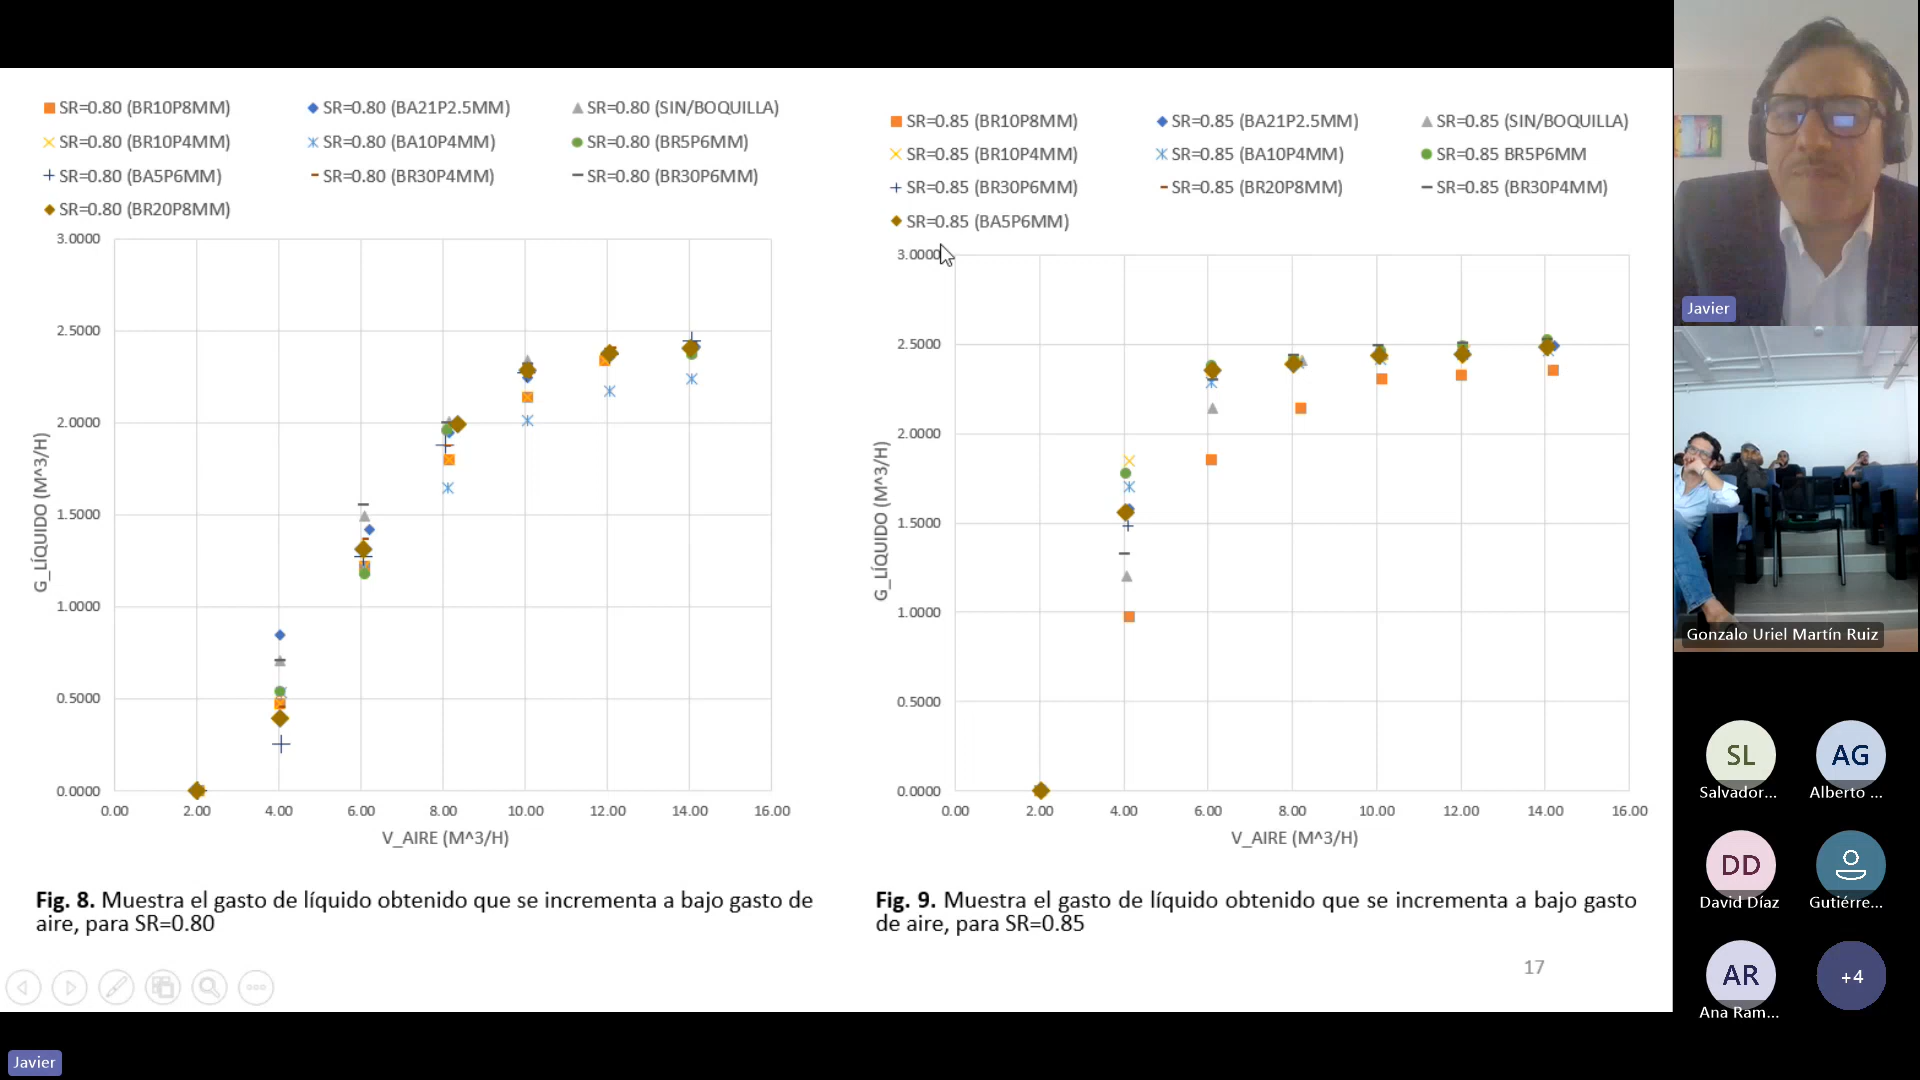 SR=0.80 (BR10P8MM) SR=0.80 (BA21P2.5MM) SR=0.80 (SIN/BOQUILLA)
SR=0.80 (BR10P4MM) SR=0.80 (BA10P4MM) SR=0.80 (BR5P6MM)
SR=0.80 (BA5P6MM) SR=0.80 (BR30P4MM) SR=0.80 (BR30P6MM)
SR=0.80 (BR20P8MM)
3.0000
2.5000
2.0000
1.5000
1.0000
0.5000
0.0000
G_LÍQUIDO (M^3/H)
0.00 2.00 4.00 6.00 8.00 10.00 12.00 14.00 16.00
V_AIRE (M^3/H)
Fig. 8. Muestra el gasto de líquido obtenido que se incrementa a bajo gasto de
aire, para SR=0.80
SR=0.85 (BR10P8MM) SR=0.85 (BA21P2.5MM) SR=0.85 (SIN/BOQUILLA)
SR=0.85 (BR10P4MM) SR=0.85 (BA10P4MM) SR=0.85 BR5P6MM
SR=0.85 (BR30P6MM) SR=0.85 (BR20P8MM) SR=0.85 (BR30P4MM)
SR=0.85 (BA5P6MM)
3.0000
2.5000
2.0000
1.5000
1.0000
0.5000
0.0000
G_LÍQUIDO (M^3/H)
0.00 2.00 4.00 6.00 8.00 10.00 12.00 14.00 16.00
V_AIRE (M^3/H)
Fig. 9. Muestra el gasto de líquido obtenido que se incrementa a bajo gasto
de aire, para SR=0.85
17
Javier
Gonzalo Uriel Martín Ruiz
SL AG
Salvador... Alberto ...
DD
David Díaz Gutiérre...
AR +4
Ana Ram...
Javier